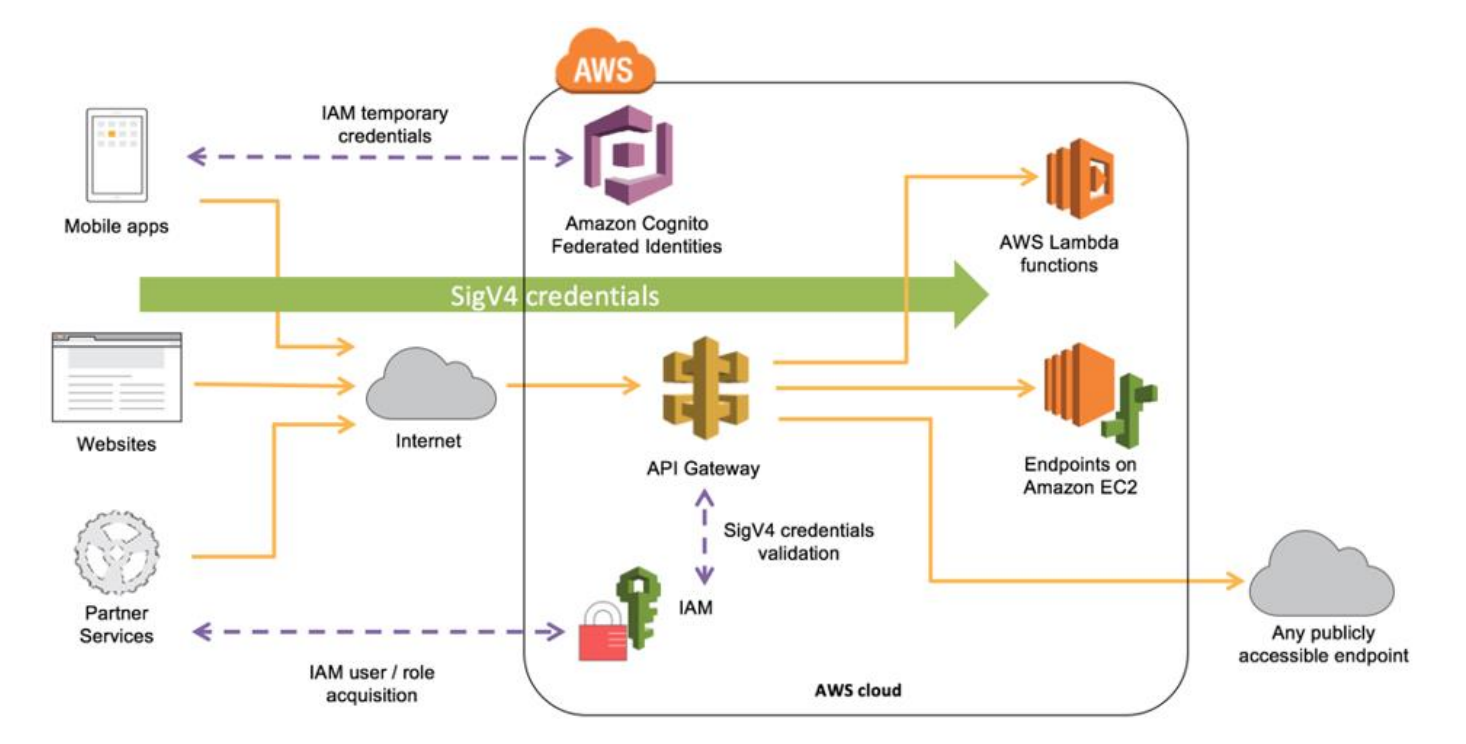 AWS
IAM temporary
credentials
Mobile apps
Amazon Cognito
Federated Identities
AWS Lambda
functions
SigV4 credentials
Websites
Internet
API Gateway
Endpoints on
Amazon EC2
SigV4 credentials
validation
Partner
Services
IAM
IAM user / role
acquisition
Any publicly
accessible endpoint
AWS cloud